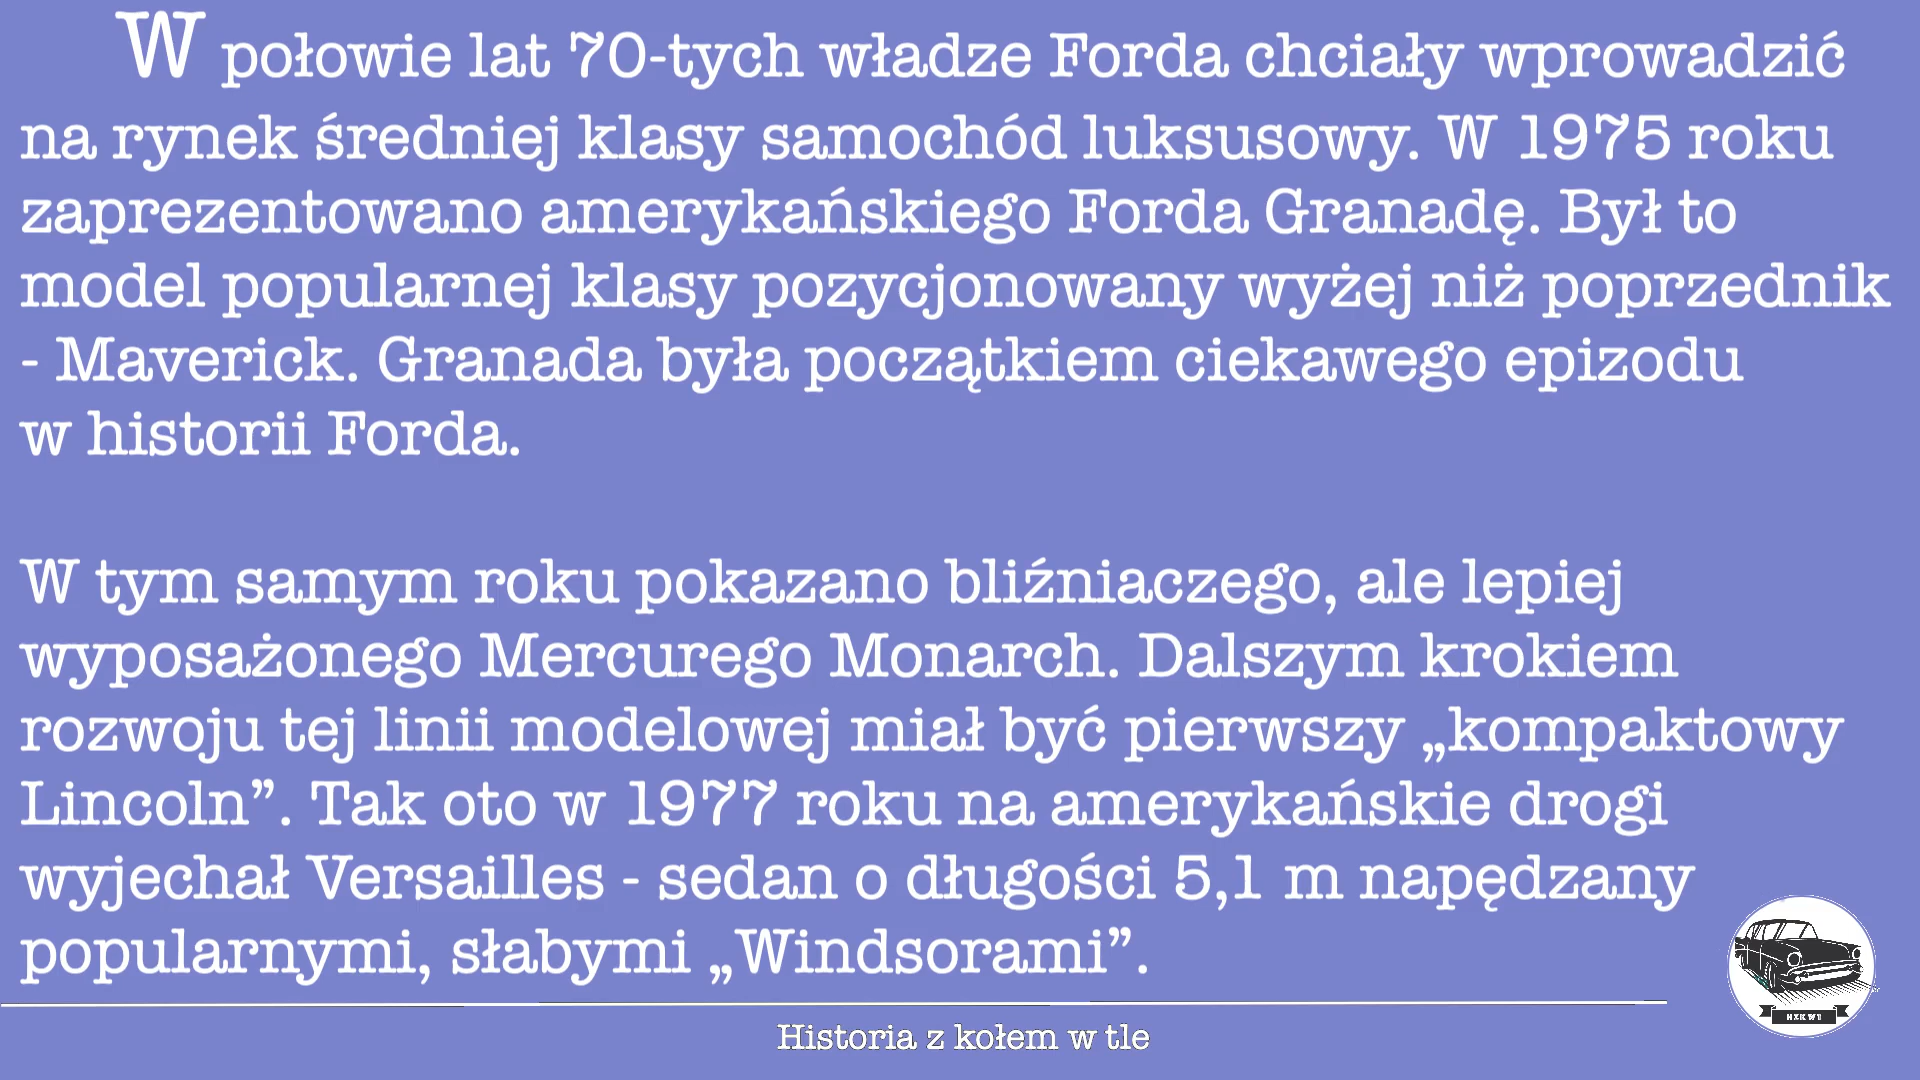 W połowie lat 70-tych władze Forda chciały wprowadzić
na rynek średniej klasy samochód luksusowy. W 1975 roku
zaprezentowano amerykańskiego Forda Granadę. Był to
model popularnej klasy pozycjonowany wyżej niż poprzednik
- Maverick. Granada była początkiem ciekawego epizodu
w historii Forda.
W tym samym roku pokazano bliźniaczego, ale lepiej
wyposażonego Mercurego Monarch. Dalszym krokiem
rozwoju tej linii modelowej miał być pierwszy „kompaktowy
Lincoln”. Tak oto w 1977 roku na amerykańskie drogi
wyjechał Versailles - sedan o długości 5,1 m napędzany
popularnymi, słabymi „Windsorami”.
Historia z kołem w tle